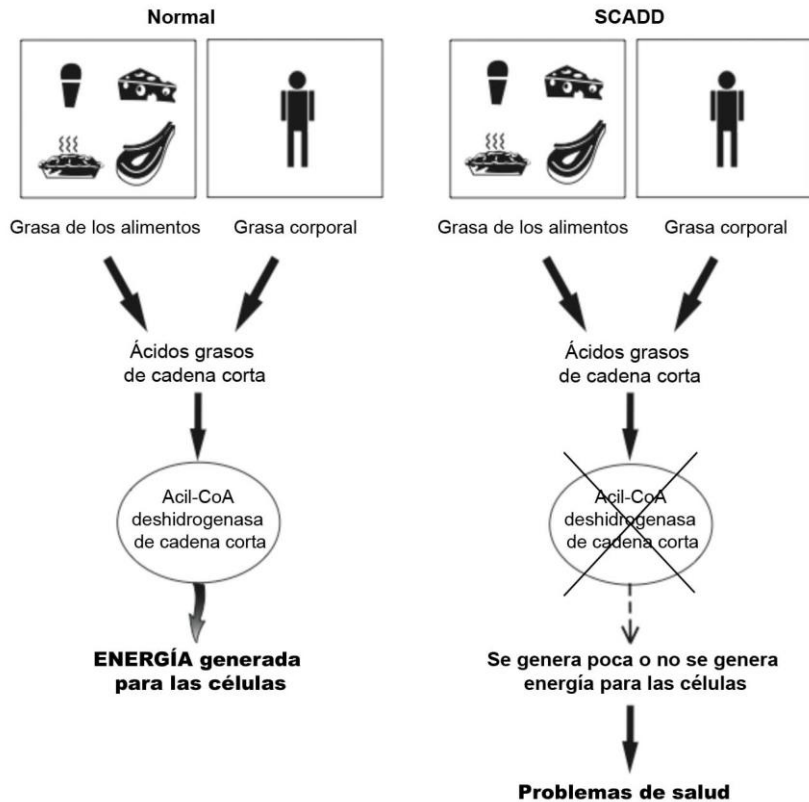 Normal
Grasa de los alimentos
Grasa corporal
Ácidos grasos
de cadena corta
Acil-CoA
deshidrogenasa
de cadena corta
ENERGÍA generada
para las células
SCADD
Grasa de los alimentos
Grasa corporal
Ácidos grasos
de cadena corta
Acil-CoA
deshidrogenasa
de cadena corta
Se genera poca o no se genera
energía para las células
Problemas de salud